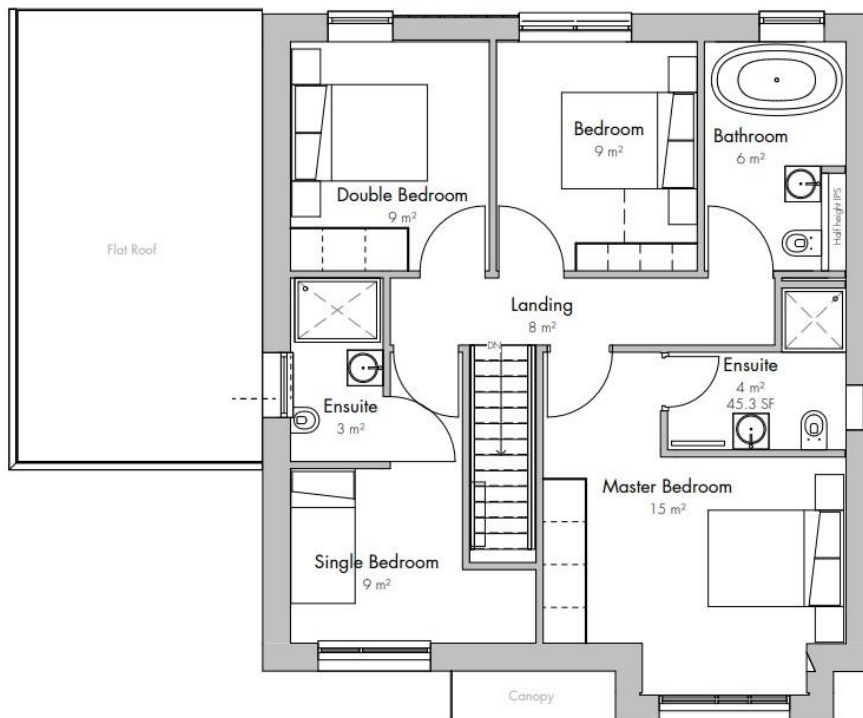 Bedroom
9 m²
Bathroom
6 m²
Double Bedroom
9 m²
Half height IPS
Flat Roof
Landing
8 m²
DN
Ensuite
4 m²
45.3 SF
Ensuite
3 m²
Master Bedroom
15 m²
Single Bedroom
9 m²
Canopy